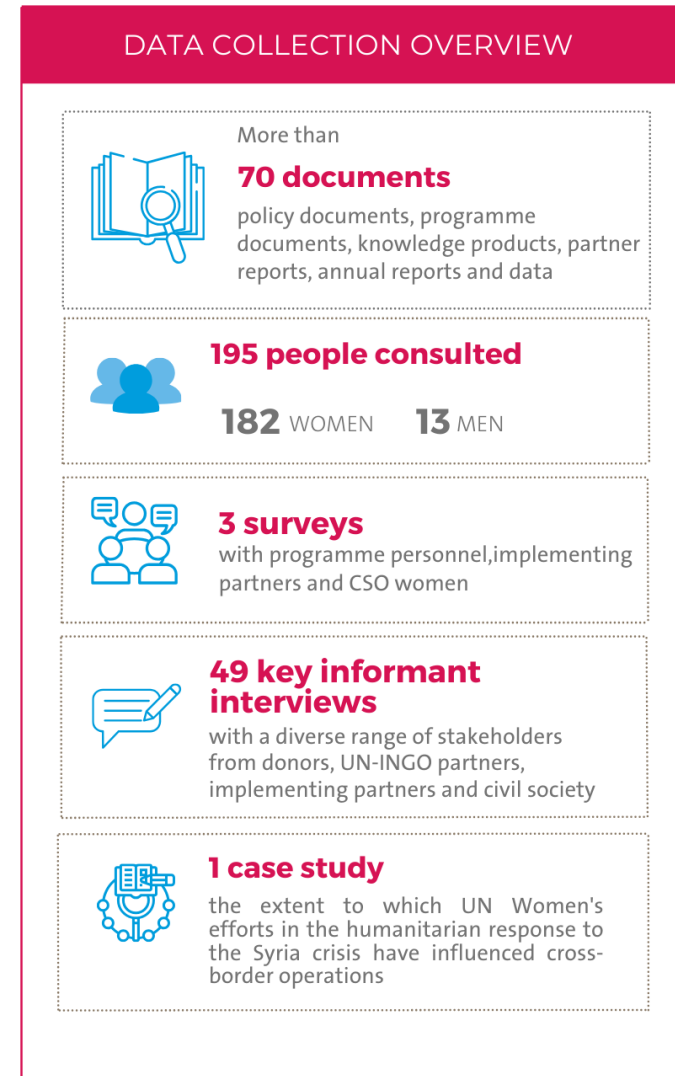 DATA COLLECTION OVERVIEW
More than
70 documents
policy documents, programme
documents, knowledge products, partner
reports, annual reports and data
195 people consulted
182 WOMEN 13 MEN
3 surveys
with programme personnel,implementing
partners and CSO women
49 key informant
interviews
with a diverse range of stakeholders
from donors, UN-INGO partners,
implementing partners and civil society
1 case study
the extent to which UN Women's
efforts in the humanitarian response to
the Syria crisis have influenced cross-
border operations